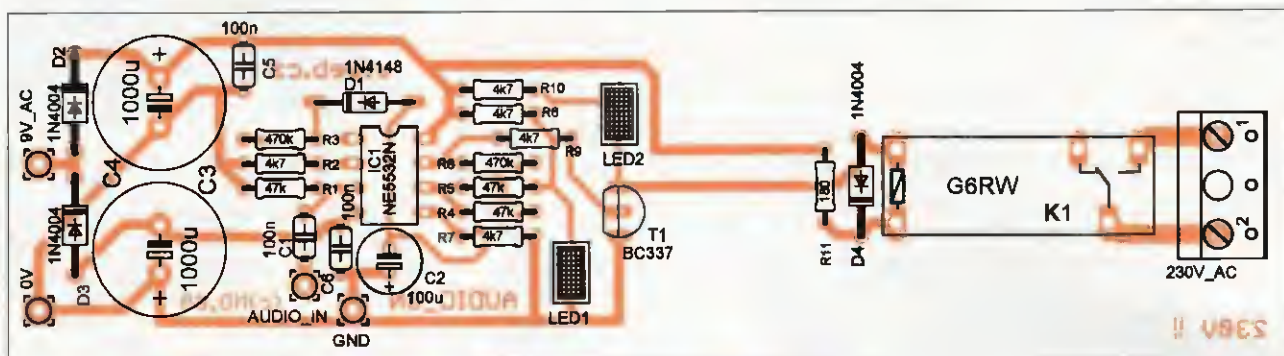 100n
D2
1000u
C5
1N4148
D1
4k7
R10
1N4004
9V_AC
1N4004
4k7
R6
470k
R3
4k7
R9
LED2
C4
C3
4k7
R2
IC1
NE5532N
R8
470k
47k
R1
R5
47k
180
G6RW
K1
1
2
100n
R4
47k
T1
BC337
1N4004
1000u
100n
C1
C6
R7
4k7
R11
D4
230V_AC
0V
D3
C2
100u
AUDIO_ON
LED1
AUDIO_IN
GND
230V !!